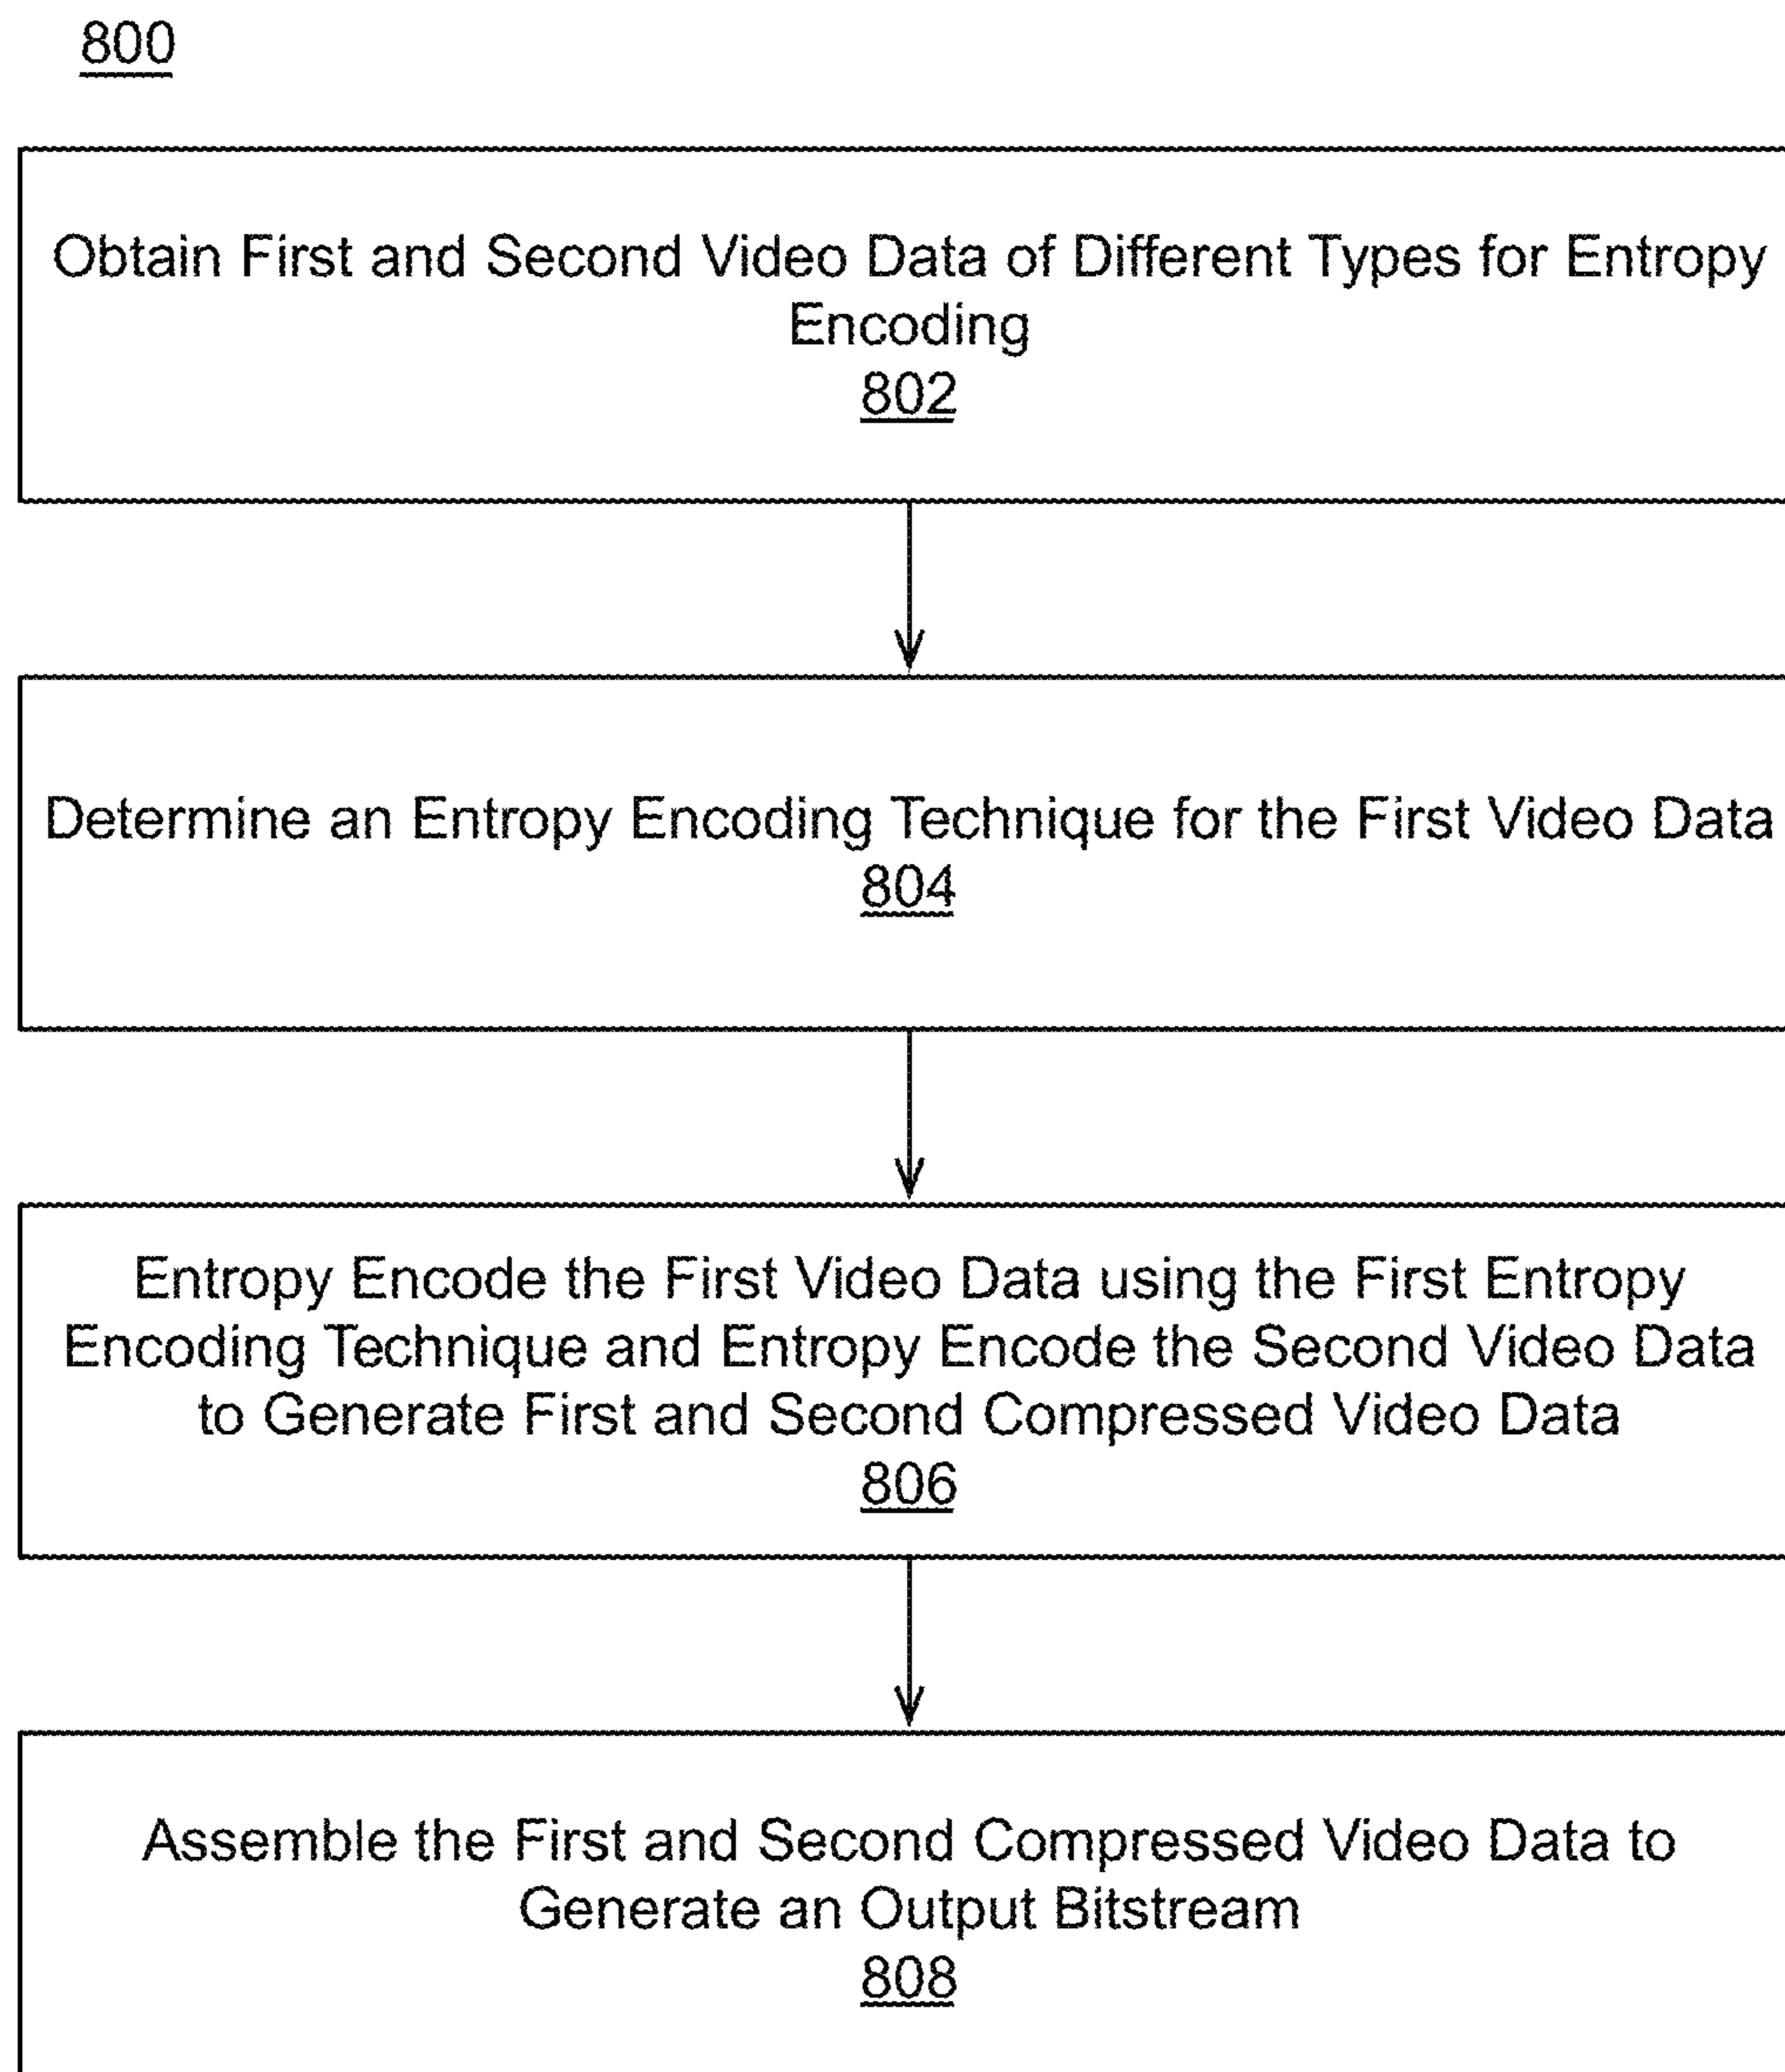 800
Obtain First and Second Video Data of Different Types for Entropy
Encoding
802
Determine an Entropy Encoding Technique for the First Video Data
804
Entropy Encode the First Video Data using the First Entropy
Encoding Technique and Entropy Encode the Second Video Data
to Generate First and Second Compressed Video Data
806
Assemble the First and Second Compressed Video Data to
Generate an Output Bitstream
808